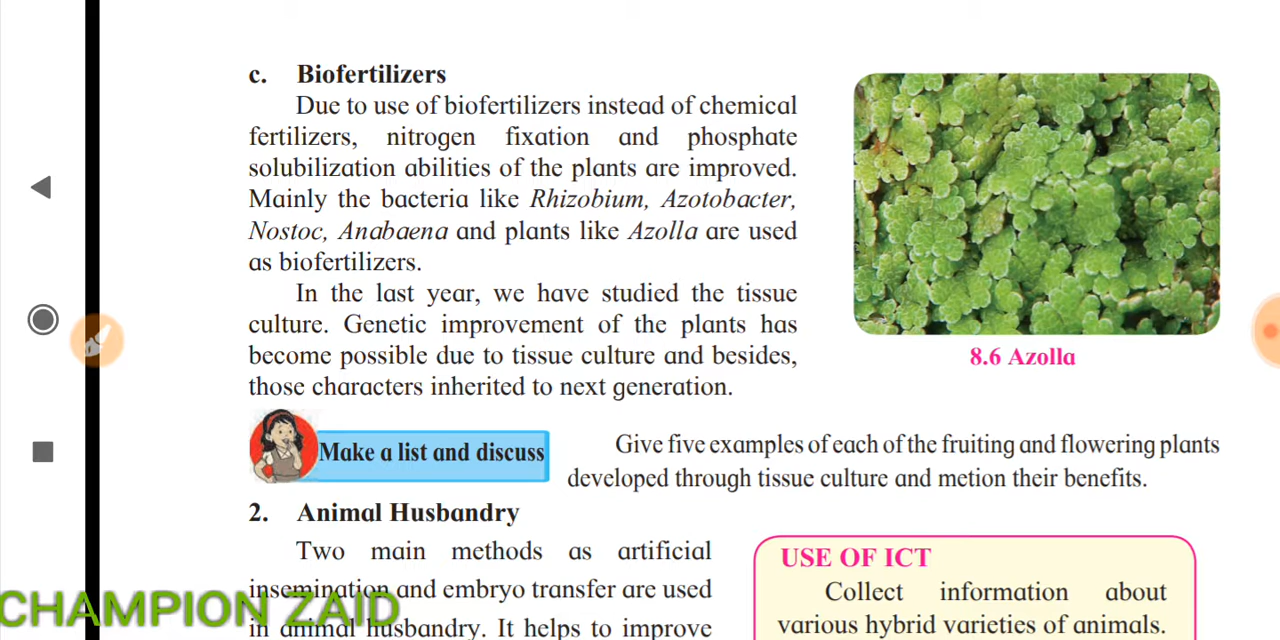 c. Biofertilizers
Due to use of biofertilizers instead of chemical
fertilizers, nitrogen fixation and phosphate
solubilization abilities of the plants are improved.
Mainly the bacteria like Rhizobium, Azotobacter,
Nostoc, Anabaena and plants like Azolla are used
as biofertilizers.
In the last year, we have studied the tissue
culture. Genetic improvement of the plants has
become possible due to tissue culture and besides,
those characters inherited to next generation.
8.6 Azolla
Make a list and discuss
Give five examples of each of the fruiting and flowering plants
developed through tissue culture and metion their benefits.
2. Animal Husbandry
Two main methods as artificial
insemination and embryo transfer are used
in animal husbandry. It helps to improve
USE OF ICT
Collect information about
various hybrid varieties of animals.
CHAMPION ZAID